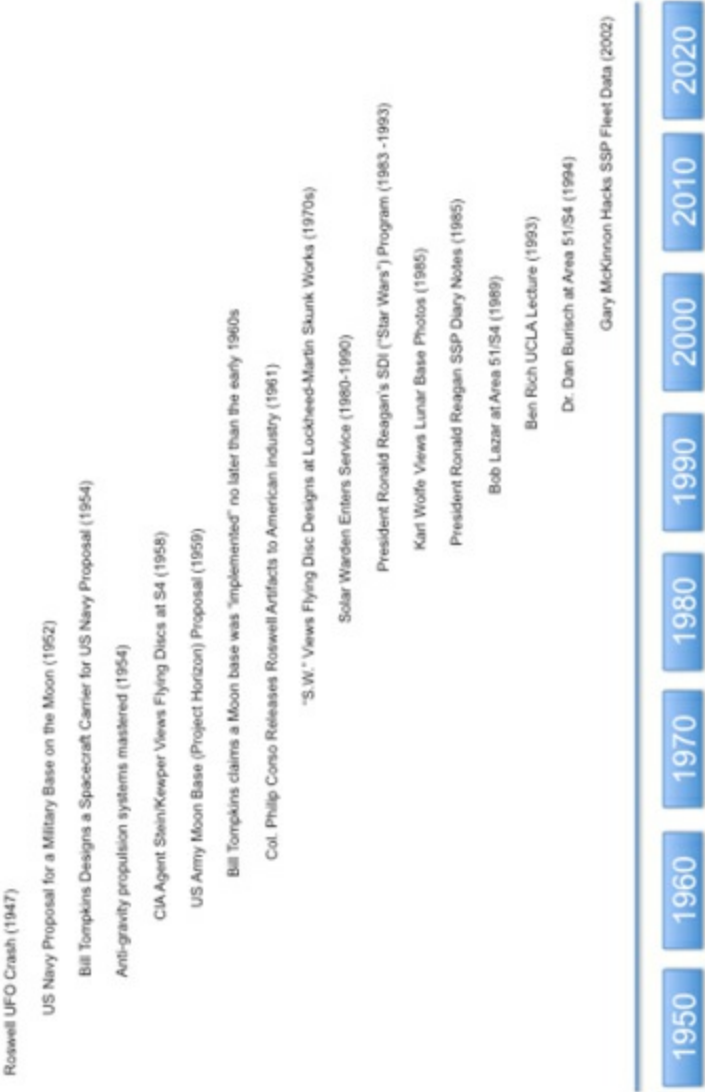 Roswell UFO Crash (1947)
US Navy Proposal for a Military Base on the Moon (1952)
Bill Tompkins Designs a Spacecraft Carrier for US Navy Proposal (1954)
Anti-gravity propulsion systems mastered (1954)
CIA Agent Stein/Kewper Views Flying Discs at S4 (1958)
US Army Moon Base (Project Horizon) Proposal (1959)
Bill Tompkins claims a Moon base was "implemented" no later than the early 1960s
Col. Philip Corso Releases Roswell Artifacts to American industry (1961)
"S.W." Views Flying Disc Designs at Lockheed-Martin Skunk Works (1970s)
Solar Warden Enters Service (1980-1990)
President Ronald Reagan's SDI ("Star Wars") Program (1983 -1993)
Karl Wolfe Views Lunar Base Photos (1985)
President Ronald Reagan SSP Diary Notes (1985)
Bob Lazar at Area 51/S4 (1989)
Ben Rich UCLA Lecture (1993)
Dr. Dan Burisch at Area 51/S4 (1994)
Gary McKinnon Hacks SSP Fleet Data (2002)
1950 1960 1970 1980 1990 2000 2010 2020